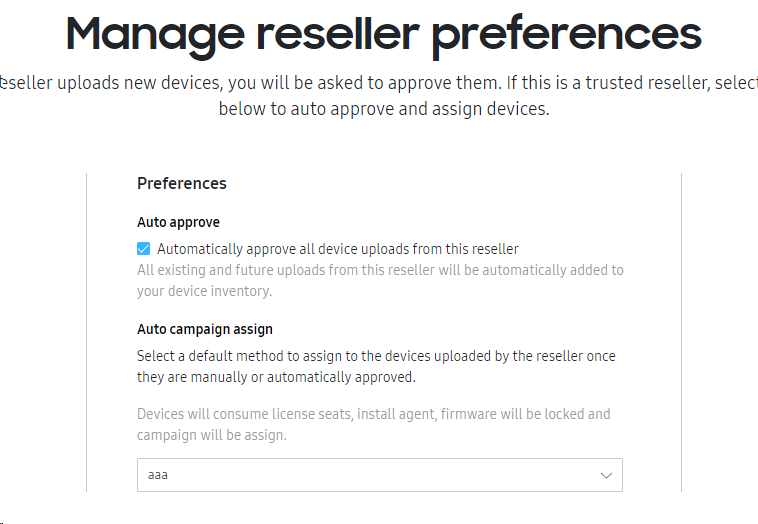 Manage reseller preferences
eseller uploads new devices, you will be asked to approve them. If this is a trusted reseller, select
below to auto approve and assign devices.
Preferences
Auto approve
Automatically approve all device uploads from this reseller
All existing and future uploads from this reseller will be automatically added to
your device inventory.
Auto campaign assign
Select a default method to assign to the devices uploaded by the reseller once
they are manually or automatically approved.
Devices will consume license seats, install agent, firmware will be locked and
campaign will be assign.
aaa